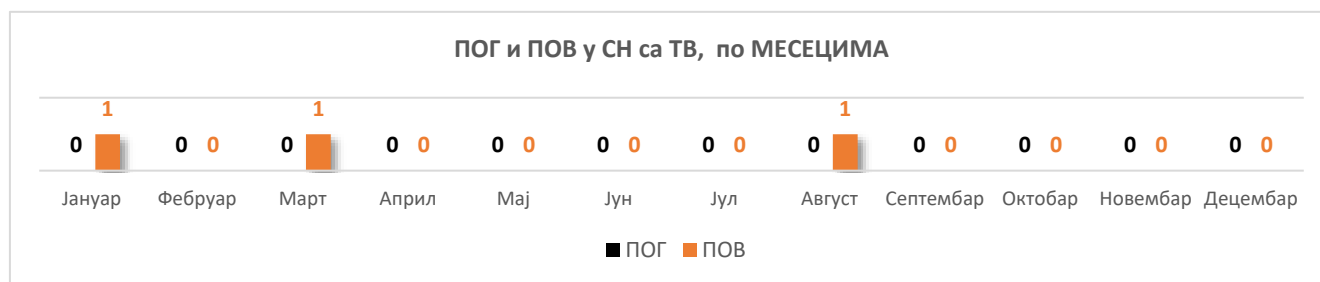 ПОГ и ПОВ у СН са ТВ, по МЕСЕЦИМА
1 1 1
0 0 0 0 0 0 0 0 0 0 0 0 0 0 0 0 0 0 0 0 0
Јануар Фебруар Март Април Мај Јун Јул Август Септембар Октобар Новембар Децембар
ПОГ ПОВ